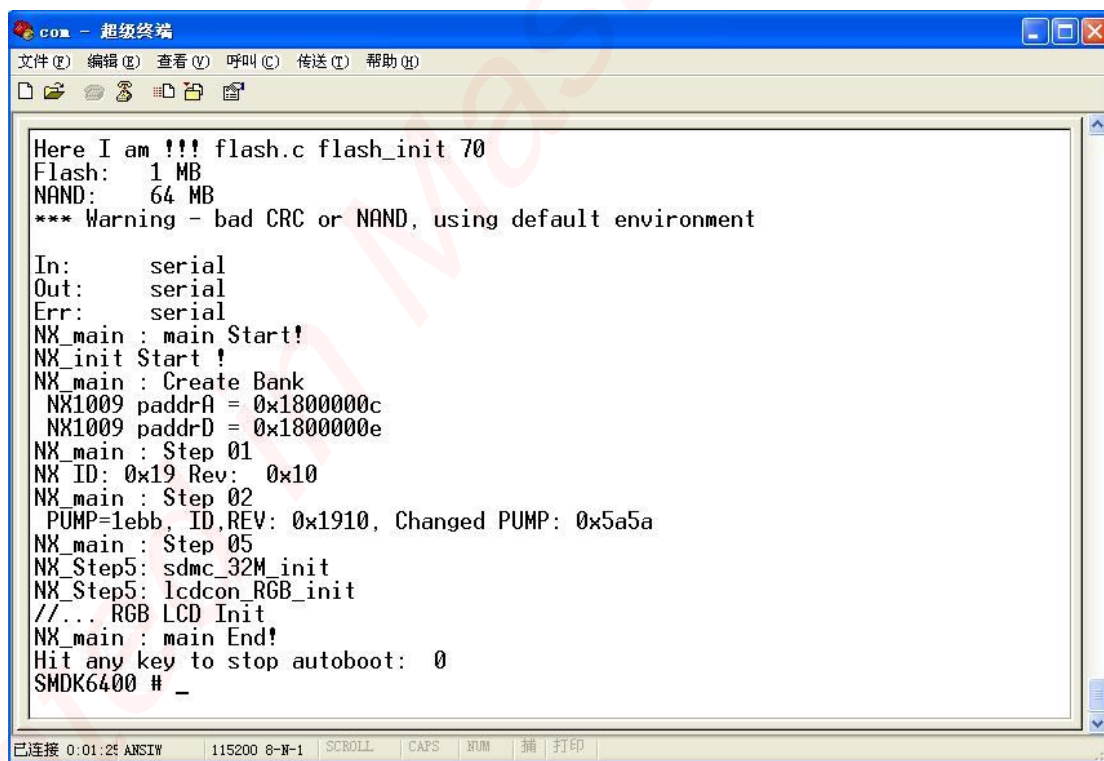 com - 超级终端
文件(F) 编辑(E) 查看(V) 呼叫(C) 传送(T) 帮助(H)
Here I am !!! flash.c flash_init 70
Flash: 1 MB
NAND: 64 MB
*** Warning - bad CRC or NAND, using default environment
In: serial
Out: serial
Err: serial
NX_main : main Start!
NX_init Start !
NX_main : Create Bank
NX1009 paddrA = 0x1800000c
NX1009 paddrD = 0x1800000e
NX_main : Step 01
NX ID: 0x19 Rev: 0x10
NX_main : Step 02
PUMP=1ebb, ID,REV: 0x1910, Changed PUMP: 0x5a5a
NX_main : Step 05
NX_Step5: sdmc_32M_init
NX_Step5: lcdcon_RGB_init
//... RGB LCD Init
NX_main : main End!
Hit any key to stop autoboot: 0
SMDK6400 # _
已连接 0:01:25 ANSIW 115200 8-N-1 SCROLL CAPS NUM 捕 打印